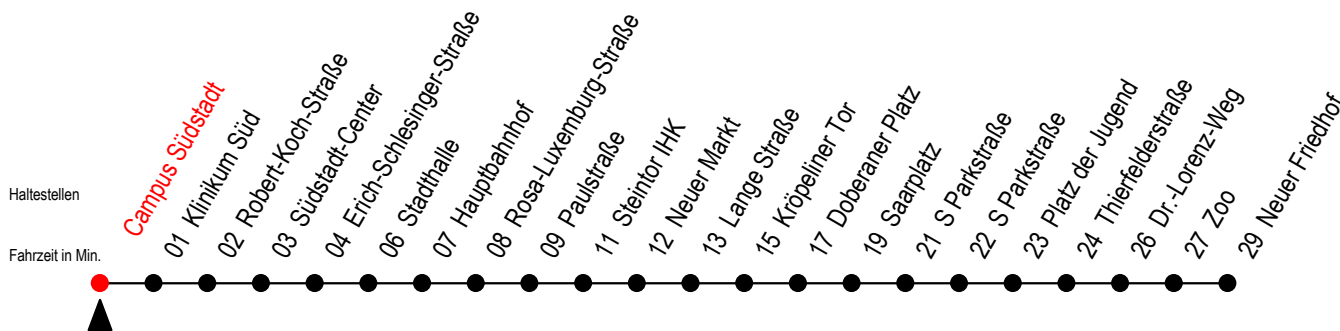 Haltestellen
Fahrzeit in Min.
Campus Südstadt
01 Klinikum Süd
02 Robert-Koch-Straße
03 Südstadt-Center
04 Erich-Schlesinger-Straße
06 Stadthalle
07 Hauptbahnhof
08 Rosa-Luxemburg-Straße
09 Paulstraße
11 Steintor IHK
12 Neuer Markt
13 Lange Straße
15 Kröpeliner Tor
17 Doberaner Platz
19 Saarplatz
21 S Parkstraße
22 S Parkstraße
23 Platz der Jugend
24 Thierfelderstraße
26 Dr.-Lorenz-Weg
27 Zoo
29 Neuer Friedhof